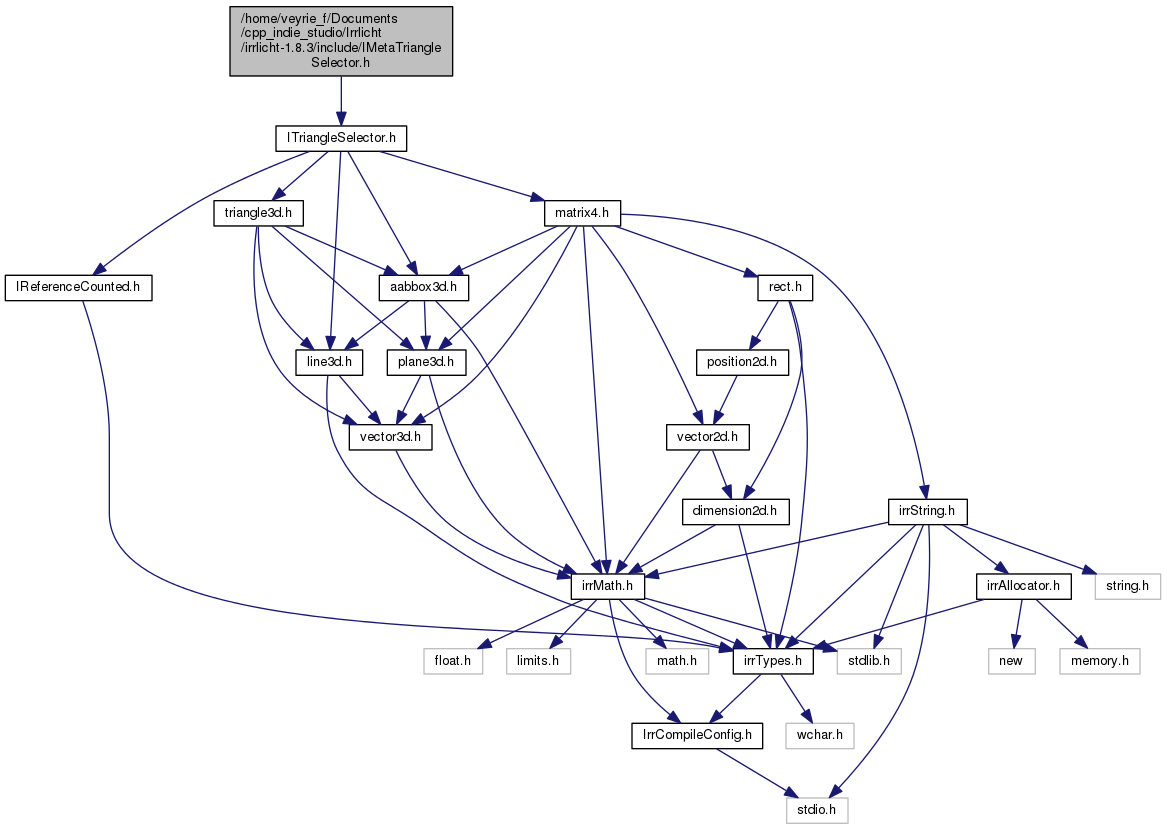 /home/veyrie_f/Documents
/cpp_indie_studio/Irrlicht
/irrlicht-1.8.3/include/IMetaTriangle
Selector.h
ITriangleSelector.h
triangle3d.h
matrix4.h
IReferenceCounted.h
aabbox3d.h
rect.h
line3d.h
plane3d.h
position2d.h
vector3d.h
vector2d.h
dimension2d.h
irrString.h
irrMath.h
irrAllocator.h
string.h
float.h
limits.h
math.h
irrTypes.h
stdlib.h
new
memory.h
IrrCompileConfig.h
wchar.h
stdio.h